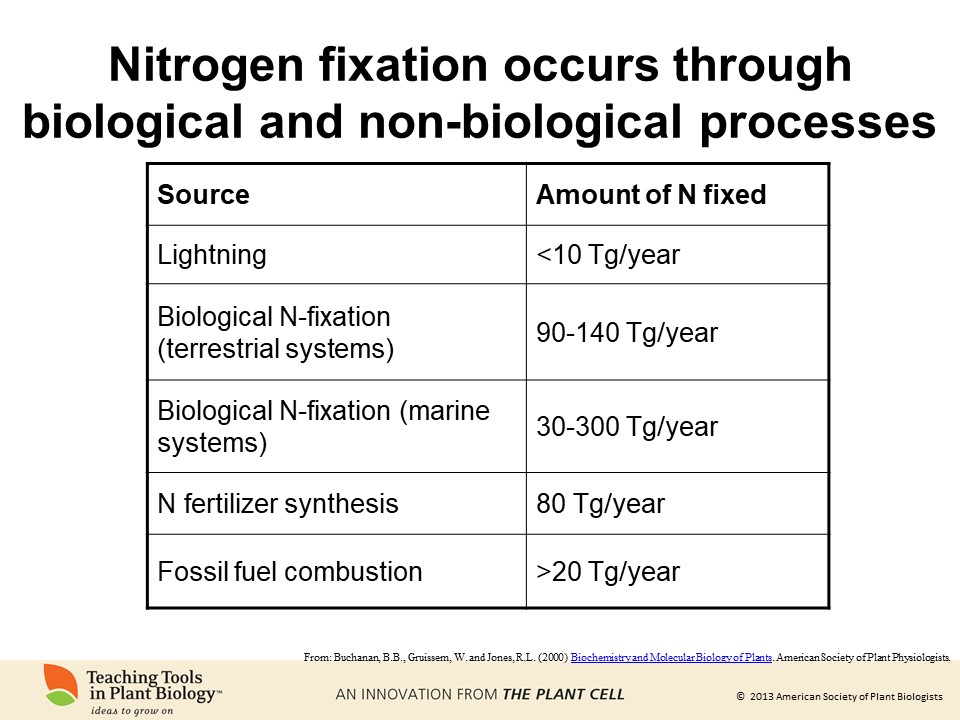 Nitrogen fixation occurs through
biological and non-biological processes
Source
Amount of N fixed
Lightning
<10 Tg/year
Biological N-fixation
(terrestrial systems)
90-140 Tg/year
Biological N-fixation (marine
systems)
30-300 Tg/year
N fertilizer synthesis
80 Tg/year
Fossil fuel combustion
>20 Tg/year
From: Buchanan, B.B., Gruissem, W. and Jones, R.L. (2000) Biochemistry and Molecular Biology of Plants. American Society of Plant Physiologists.
Teaching Tools
in Plant Biology™
ideas to grow on
AN INNOVATION FROM THE PLANT CELL
© 2013 American Society of Plant Biologists